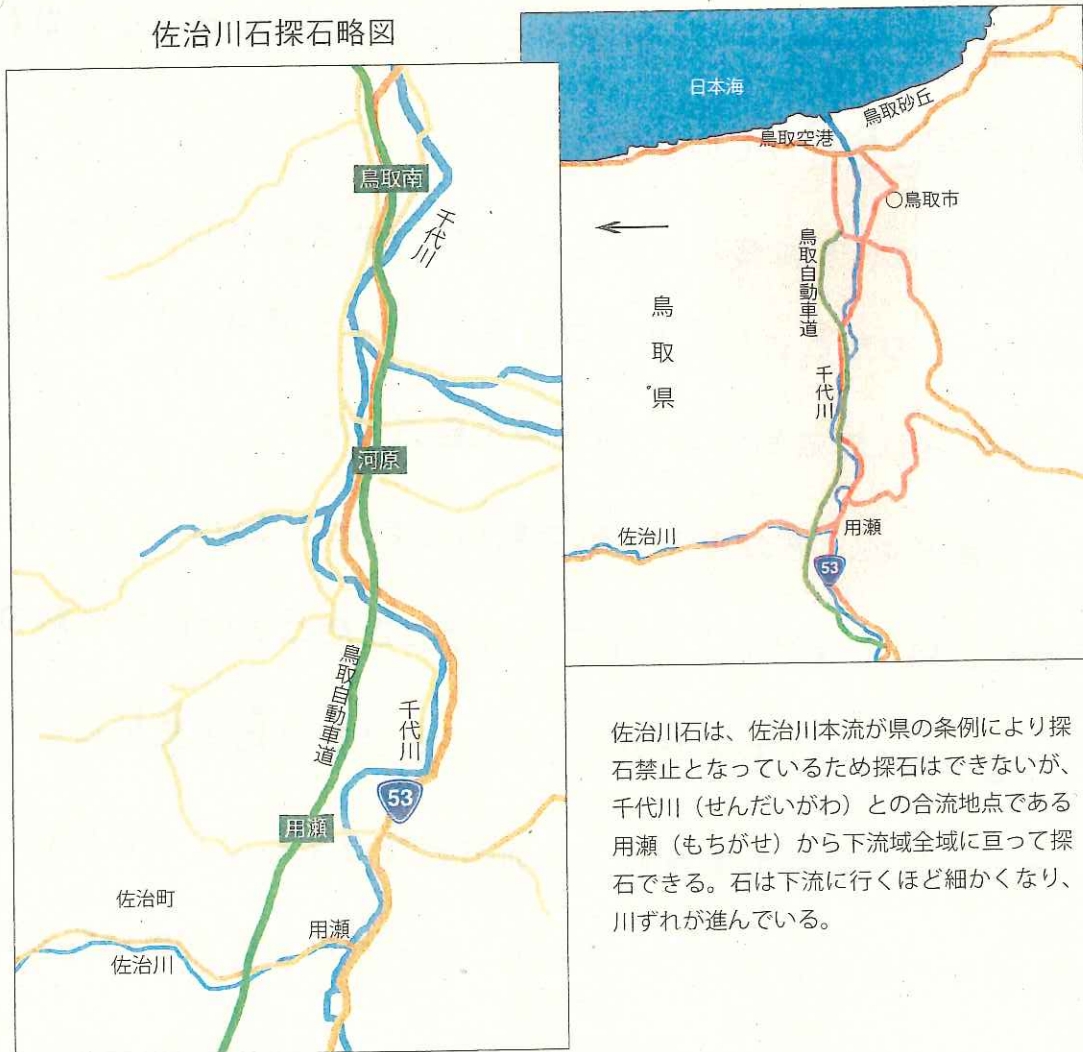 佐治川石探石略図
鳥取南
千代川
河原
鳥取自動車道
千代川
53
用瀬
佐治町
用瀬
佐治川
日本海
鳥取砂丘
鳥取空港
○鳥取市
鳥取自動車道
鳥取県
千代川
用瀬
佐治川
53
佐治川石は、佐治川本流が県の条例により探
石禁止となっているため探石はできないが、
千代川(せんだいがわ)との合流地点である
用瀬(もちがせ)から下流域全域に亘って探
石できる。石は下流に行くほど細かくなり、
川ずれが進んでいる。